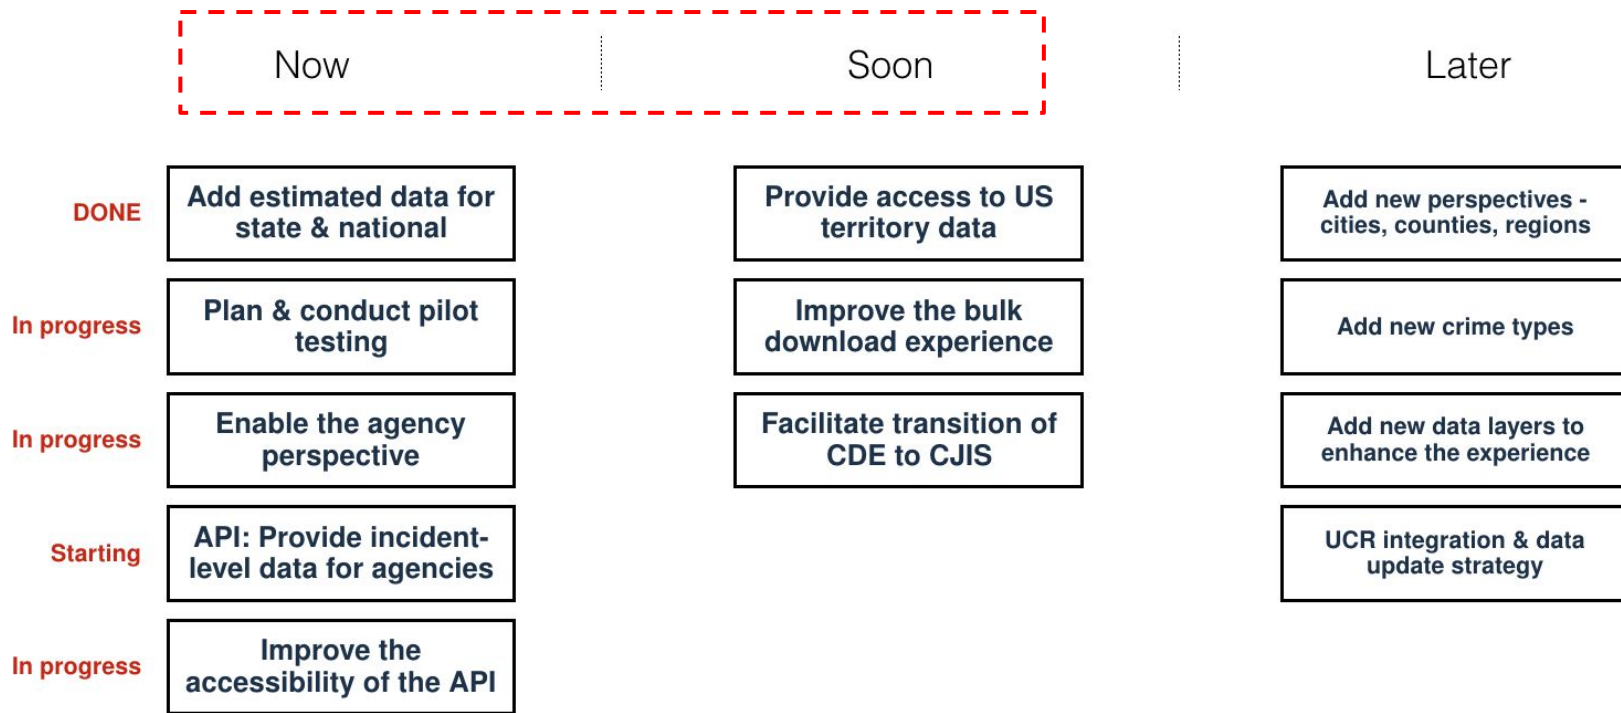 Now
Soon
Later
DONE
Add estimated data for
state & national
Provide access to US
territory data
Add new perspectives -
cities, counties, regions
In progress
Plan & conduct pilot
testing
Improve the bulk
download experience
Add new crime types
In progress
Enable the agency
perspective
Facilitate transition of
CDE to CJIS
Add new data layers to
enhance the experience
Starting
API: Provide incident-
level data for agencies
UCR integration & data
update strategy
In progress
Improve the
accessibility of the API